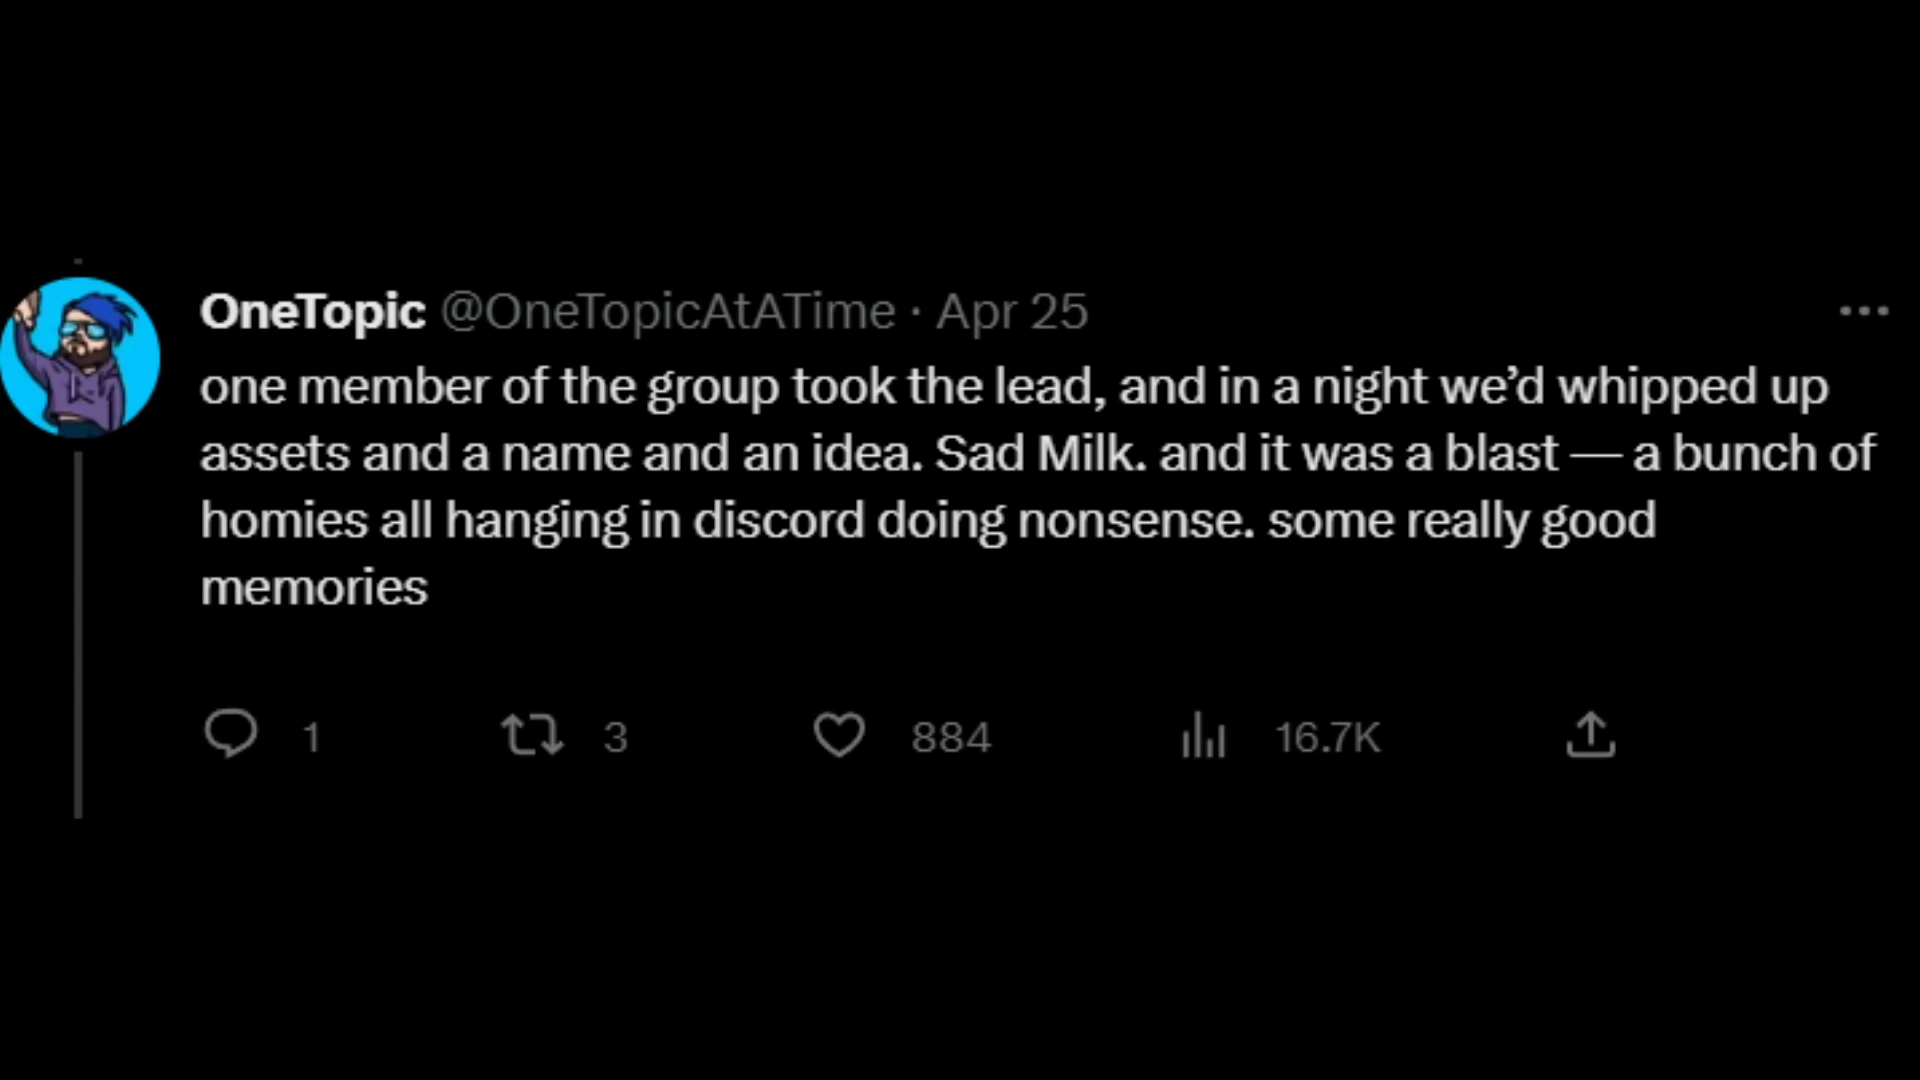 OneTopic @OneTopicAtATime · Apr 25
one member of the group took the lead, and in a night we’d whipped up
assets and a name and an idea. Sad Milk. and it was a blast — a bunch of
homies all hanging in discord doing nonsense. some really good
memories
1 3 884 16.7K